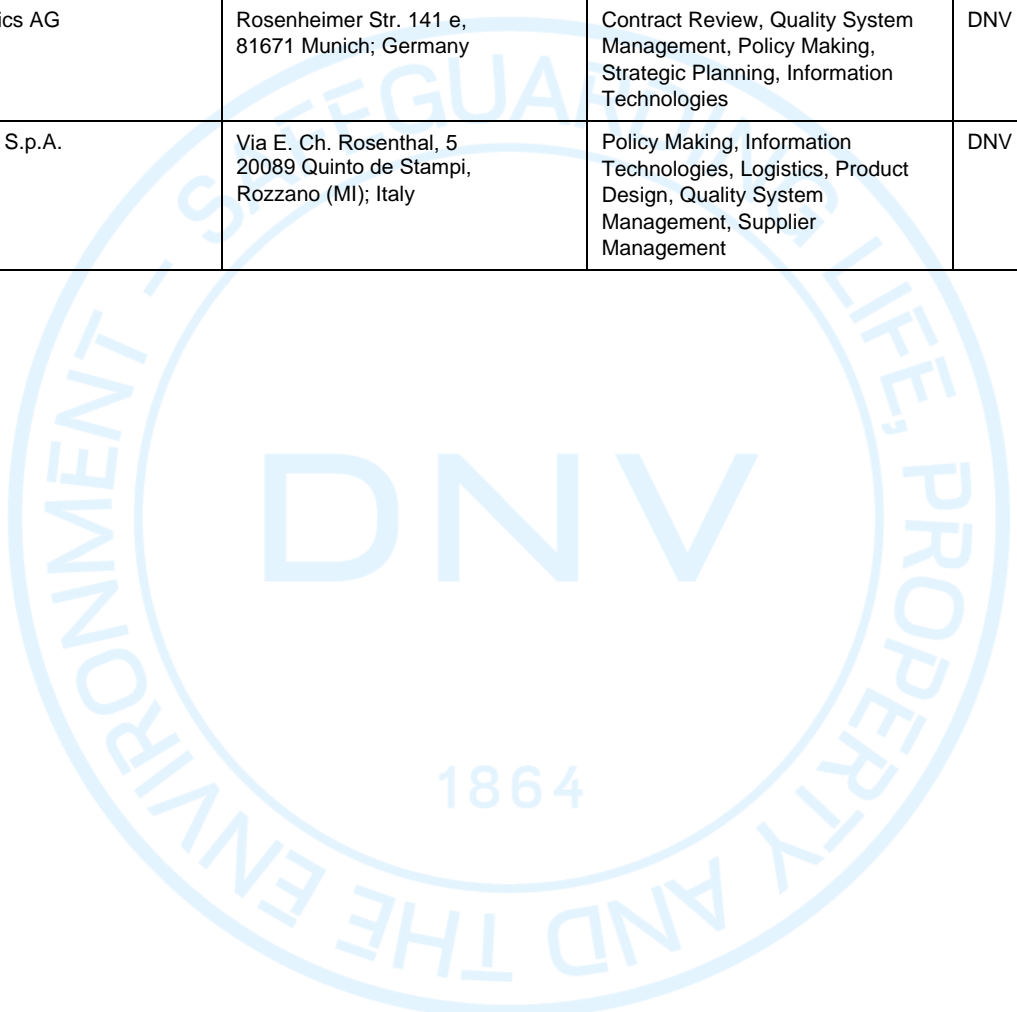 ics AG
Rosenheimer Str. 141 e,
81671 Munich; Germany
Contract Review, Quality System
Management, Policy Making,
Strategic Planning, Information
Technologies
DNV
S.p.A.
Via E. Ch. Rosenthal, 5
20089 Quinto de Stampi,
Rozzano (MI); Italy
Policy Making, Information
Technologies, Logistics, Product
Design, Quality System
Management, Supplier
Management
DNV
SAFEGUARDING LIFE, PROPERTY AND THE ENVIRONMENT -
DNV
1864